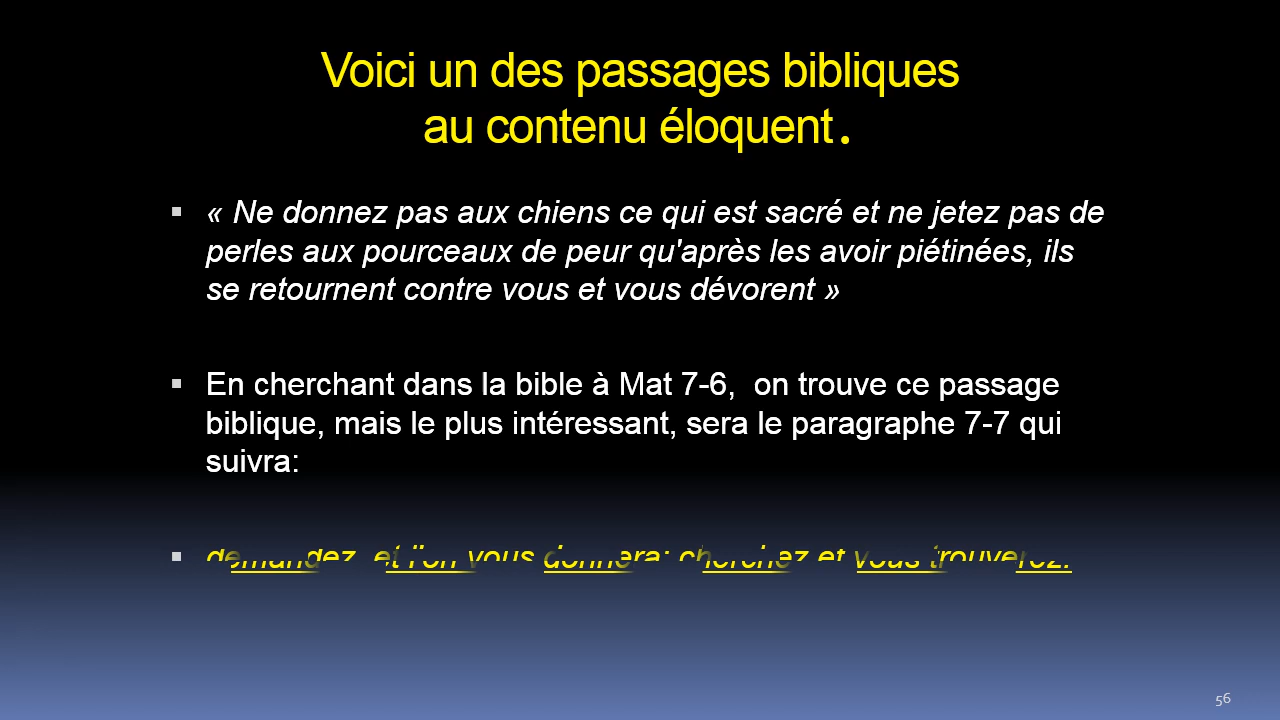 Voici un des passages bibliques
au contenu éloquent.
▪ « Ne donnez pas aux chiens ce qui est sacré et ne jetez pas de
perles aux pourceaux de peur qu'après les avoir piétinées, ils
se retournent contre vous et vous dévorent »
▪ En cherchant dans la bible à Mat 7-6,  on trouve ce passage
biblique, mais le plus intéressant, sera le paragraphe 7-7 qui
suivra:
▪ demandez, et l'on vous donnera; cherchez et vous trouverez.
56